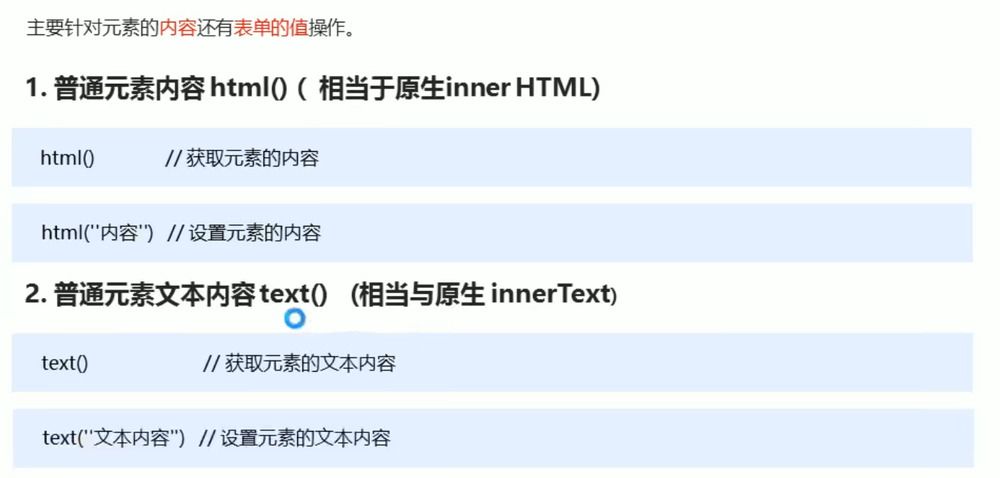 主要针对元素的内容还有表单的值操作。
1. 普通元素内容 html() ( 相当于原生inner HTML)
html() // 获取元素的内容
html(''内容'') // 设置元素的内容
2. 普通元素文本内容 text() (相当与原生 innerText)
text() // 获取元素的文本内容
text(''文本内容'') // 设置元素的文本内容